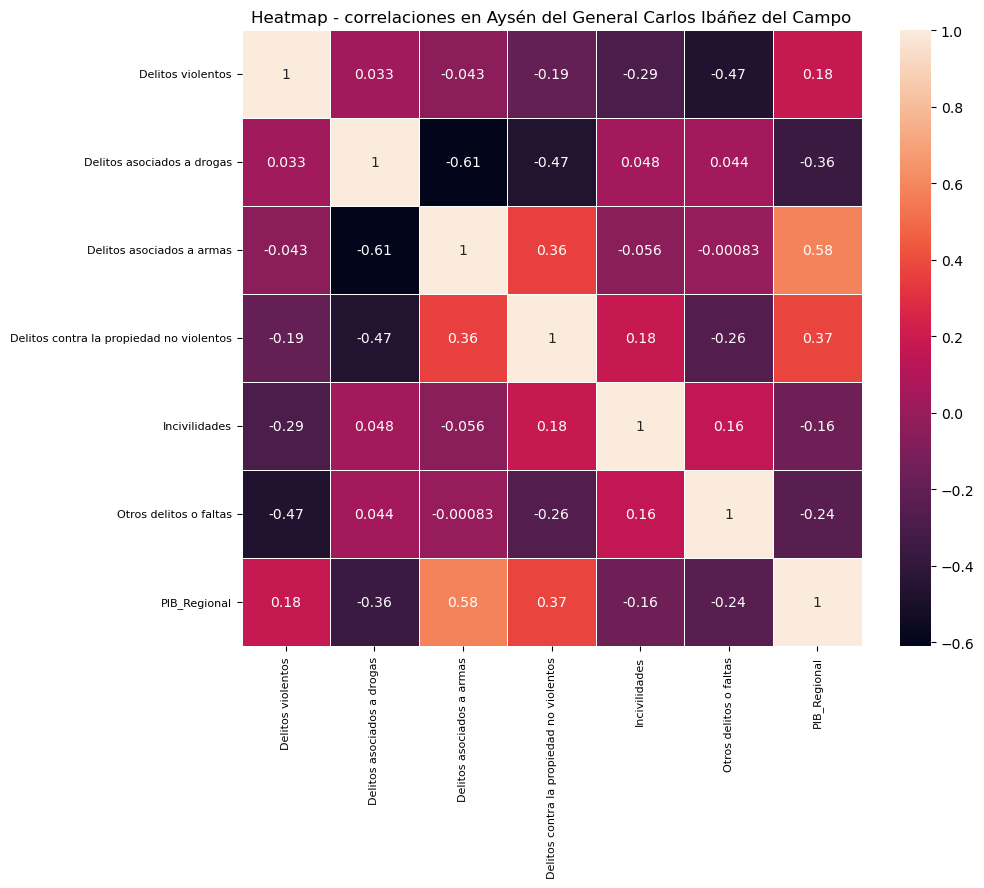 Heatmap - correlaciones en Aysén del General Carlos Ibáñez del Campo
Delitos violentos 1 0.033 -0.043 -0.19 -0.29 -0.47 0.18
Delitos asociados a drogas 0.033 1 -0.61 -0.47 0.048 0.044 -0.36
Delitos asociados a armas -0.043 -0.61 1 0.36 -0.056 -0.00083 0.58
Delitos contra la propiedad no violentos -0.19 -0.47 0.36 1 0.18 -0.26 0.37
Incivilidades -0.29 0.048 -0.056 0.18 1 0.16 -0.16
Otros delitos o faltas -0.47 0.044 -0.00083 -0.26 0.16 1 -0.24
PIB_Regional 0.18 -0.36 0.58 0.37 -0.16 -0.24 1
Delitos violentos
Delitos asociados a drogas
Delitos asociados a armas
Delitos contra la propiedad no violentos
Incivilidades
Otros delitos o faltas
PIB_Regional
1.0
0.8
0.6
0.4
0.2
0.0
−0.2
−0.4
−0.6